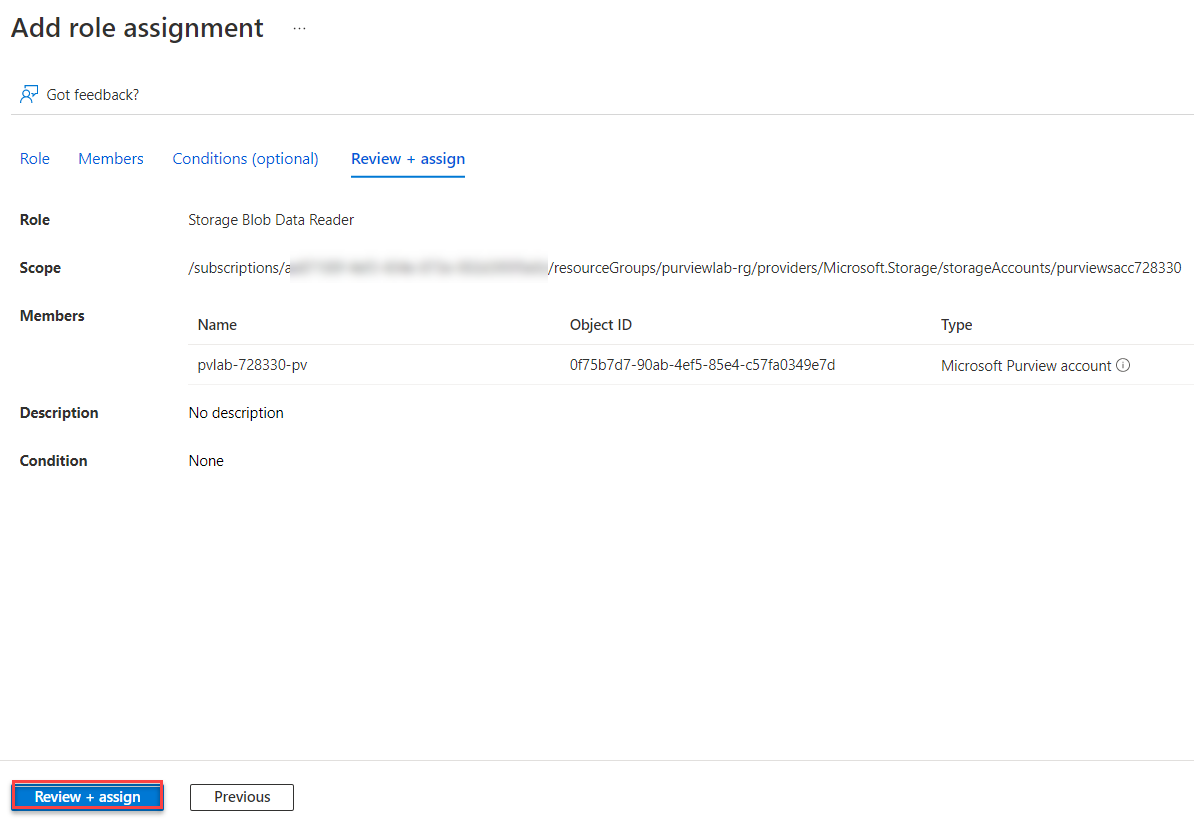 Add role assignment ...
Got feedback?
Role Members Conditions (optional) Review + assign
Role Storage Blob Data Reader
Scope /subscriptions/a /resourceGroups/purviewlab-rg/providers/Microsoft.Storage/storageAccounts/purviewsacc728330
Members
Name Object ID Type
pvlab-728330-pv 0f75b7d7-90ab-4ef5-85e4-c57fa0349e7d Microsoft Purview account
Description No description
Condition None
Review + assign Previous